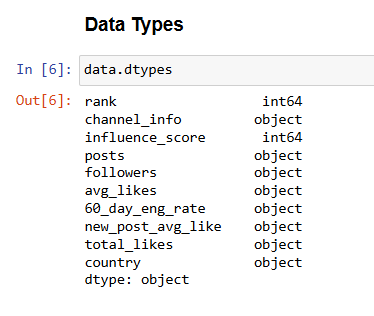 Data Types
In [6]: data.dtypes
Out[6]: rank int64
channel_info object
influence_score int64
posts object
followers object
avg_likes object
60_day_eng_rate object
new_post_avg_like object
total_likes object
country object
dtype: object